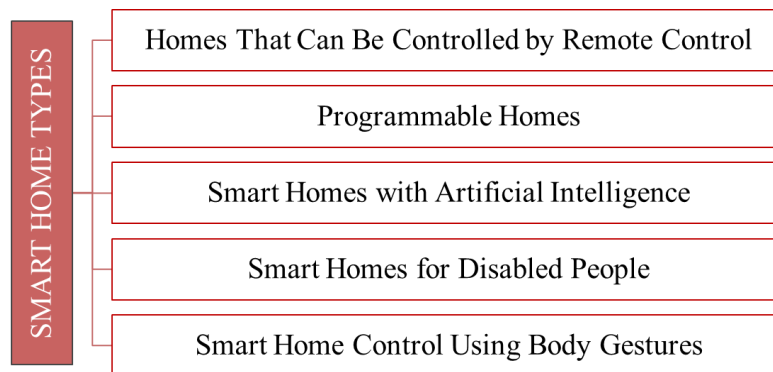 SMART HOME TYPES
Homes That Can Be Controlled by Remote Control
Programmable Homes
Smart Homes with Artificial Intelligence
Smart Homes for Disabled People
Smart Home Control Using Body Gestures